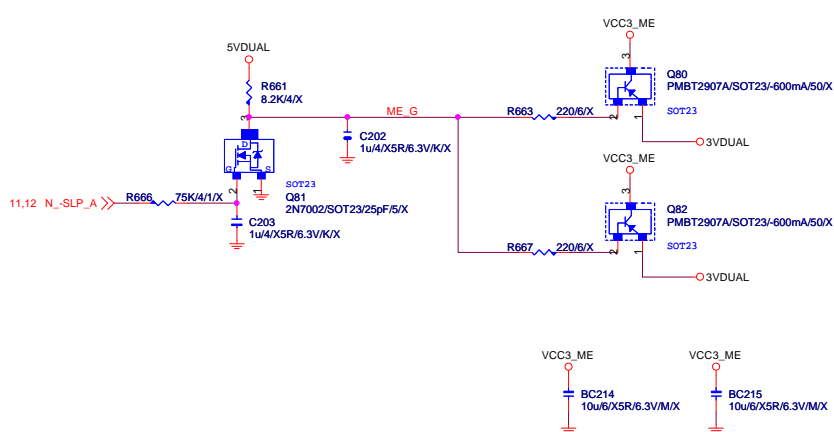 VCC3_ME
5VDUAL
3
Q80
PMBT2907A/SOT23/-600mA/50/X
R661
8.2K/4/X
SOT23
3
ME_G
R663 220/6/X
2 1
C202
1u/4/X5R/6.3V/K/X
3VDUAL
D
G S
VCC3_ME
SOT23
2 1
Q81
2N7002/SOT23/25pF/5/X
3
Q82
PMBT2907A/SOT23/-600mA/50/X
11,12 N_-SLP_A R666 75K/4/1/X
C203
1u/4/X5R/6.3V/K/X
SOT23
R667 220/6/X
2 1
3VDUAL
VCC3_ME VCC3_ME
BC214
10u/6/X5R/6.3V/M/X
BC215
10u/6/X5R/6.3V/M/X